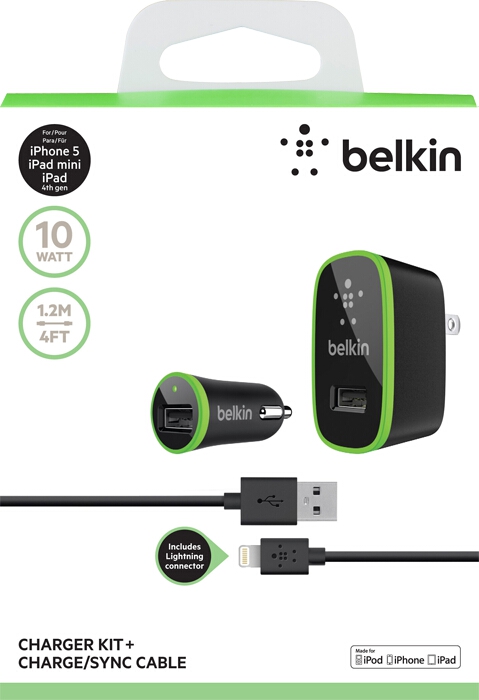 For/Pour
Para/Für
iPhone 5
iPad mini
iPad
4th gen
belkin
10
WATT
1.2M
4FT
belkin
belkin
Includes
Lightning
connector
CHARGER KIT +
CHARGE/SYNC CABLE
Made for
iPod iPhone iPad